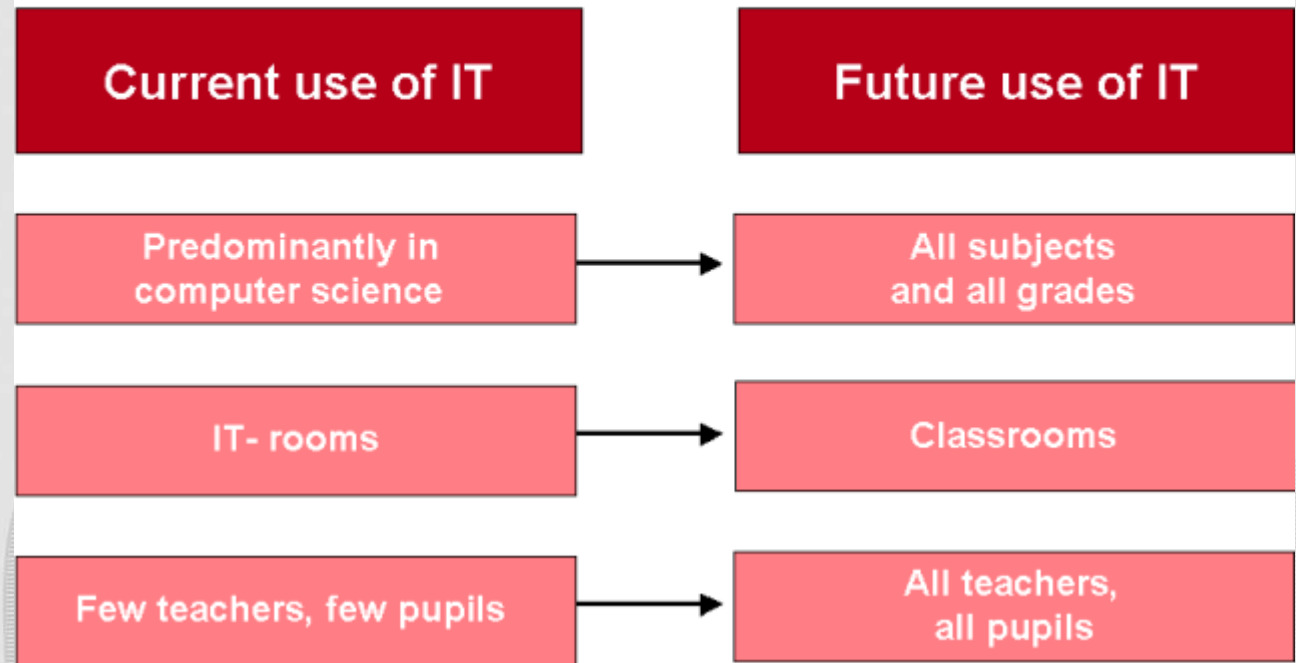 Current use of IT
Future use of IT
Predominantly in
computer science
All subjects
and all grades
IT- rooms
Classrooms
Few teachers, few pupils
All teachers,
all pupils